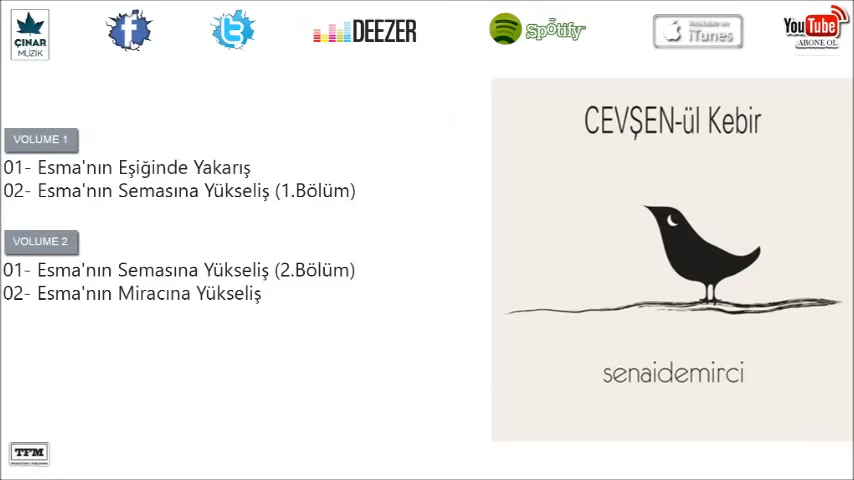 ÇINAR
MÜZİK
DEEZER
Spotify
Available on
iTunes
YouTube
ABONE OL
VOLUME 1
01- Esma'nın Eşiğinde Yakarış
02- Esma'nın Semasına Yükseliş (1.Bölüm)
VOLUME 2
01- Esma'nın Semasına Yükseliş (2.Bölüm)
02- Esma'nın Miracına Yükseliş
CEVŞEN-ül Kebir
senaidemirci
TFM